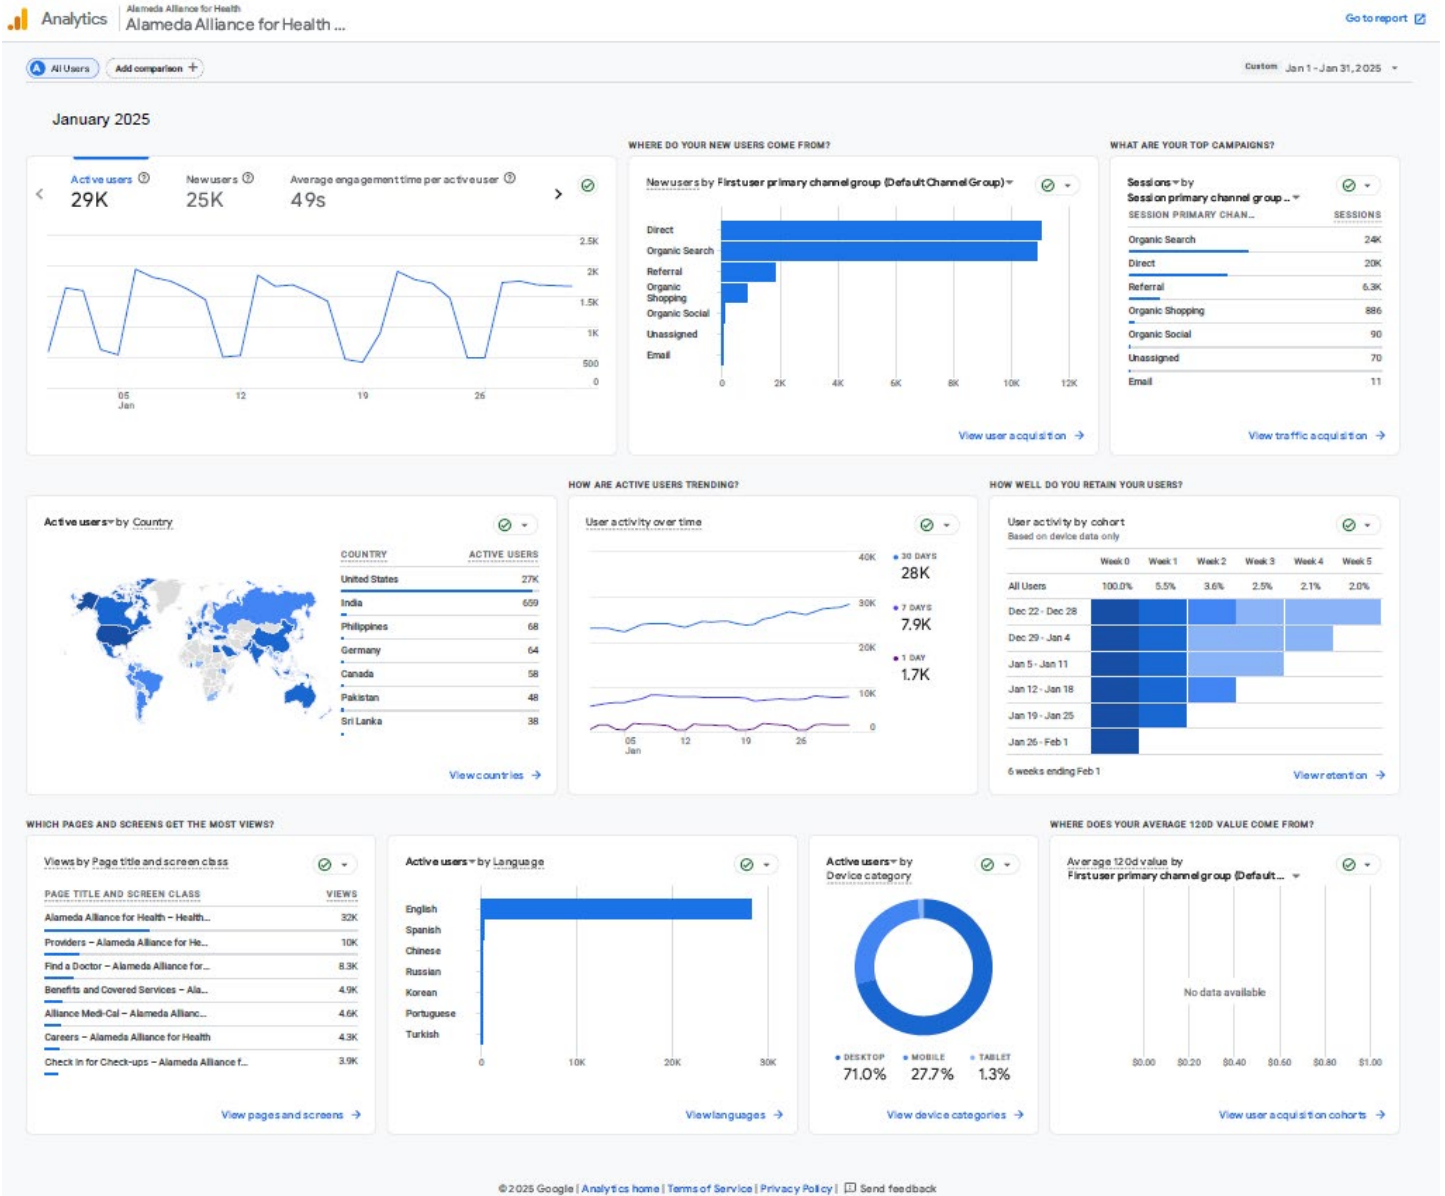 Analytics
Alameda Alliance for Health
Alameda Alliance for Health ...
Go to report
A All Users
Add comparison +
Custom Jan 1 - Jan 31, 2025
January 2025
Active users
29K
New users
25K
Average engagement time per active user
49s
2.5K
2K
1.5K
1K
500
0
05
Jan
12
19
26
WHERE DO YOUR NEW USERS COME FROM?
New users by First user primary channel group (Default Channel Group)
Direct
Organic Search
Referral
Organic
Shopping
Organic Social
Unassigned
Email
0 2K 4K 6K 8K 10K 12K
View user acquisition
WHAT ARE YOUR TOP CAMPAIGNS?
Sessions by
Session primary channel group ...
SESSION PRIMARY CHAN... SESSIONS
Organic Search 24K
Direct 20K
Referral 6.3K
Organic Shopping 886
Organic Social 90
Unassigned 70
Email 11
View traffic acquisition
Active users by Country
COUNTRY ACTIVE USERS
United States 27K
India 659
Philippines 68
Germany 64
Canada 58
Pakistan 48
Sri Lanka 38
View countries
HOW ARE ACTIVE USERS TRENDING?
User activity over time
40K
30K
20K
10K
0
05
Jan
12
19
26
30 DAYS
28K
7 DAYS
7.9K
1 DAY
1.7K
HOW WELL DO YOU RETAIN YOUR USERS?
User activity by cohort
Based on device data only
Week 0 Week 1 Week 2 Week 3 Week 4 Week 5
All Users 100.0% 5.5% 3.6% 2.5% 2.1% 2.0%
Dec 22 - Dec 28
Dec 29 - Jan 4
Jan 5 - Jan 11
Jan 12 - Jan 18
Jan 19 - Jan 25
Jan 26 - Feb 1
6 weeks ending Feb 1
View retention
WHICH PAGES AND SCREENS GET THE MOST VIEWS?
Views by Page title and screen class
PAGE TITLE AND SCREEN CLASS VIEWS
Alameda Alliance for Health – Health... 32K
Providers – Alameda Alliance for He... 10K
Find a Doctor – Alameda Alliance for... 8.3K
Benefits and Covered Services – Ala... 4.9K
Alliance Medi-Cal – Alameda Allianc... 4.6K
Careers – Alameda Alliance for Health 4.3K
Check In for Check-ups – Alameda Alliance f... 3.9K
View pages and screens
Active users by Language
English
Spanish
Chinese
Russian
Korean
Portuguese
Turkish
0 10K 20K 30K
View languages
Active users by
Device category
DESKTOP MOBILE TABLET
71.0% 27.7% 1.3%
View device categories
WHERE DOES YOUR AVERAGE 120D VALUE COME FROM?
Average 120d value by
First user primary channel group (Default...
No data available
$0.00 $0.20 $0.40 $0.60 $0.80 $1.00
View user acquisition cohorts
©2025 Google | Analytics home | Terms of Service | Privacy Policy | Send feedback